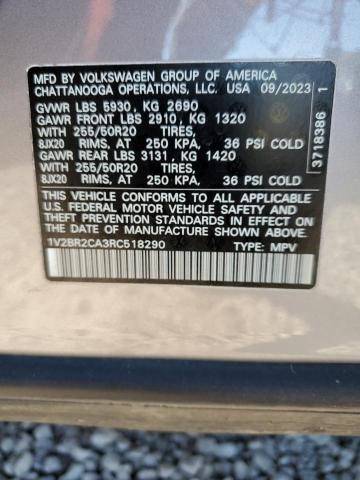 MFD BY VOLKSWAGEN GROUP OF AMERICA
CHATTANOOGA OPERATIONS, LLC. USA 09/2023
GVWR LBS 5930, KG 2690
GAWR FRONT LBS 2910, KG 1320
WITH 255/50R20 TIRES,
8JX20 RIMS, AT 250 KPA, 36 PSI COLD
GAWR REAR LBS 3131, KG 1420
WITH 255/50R20 TIRES,
8JX20 RIMS, AT 250 KPA, 36 PSI COLD
THIS VEHICLE CONFORMS TO ALL APPLICABLE
U.S. FEDERAL MOTOR VEHICLE SAFETY AND
THEFT PREVENTION STANDARDS IN EFFECT ON
THE DATE OF MANUFACTURE SHOWN ABOVE.
1V2BR2CA3RC518290 TYPE: MPV
3718386 1